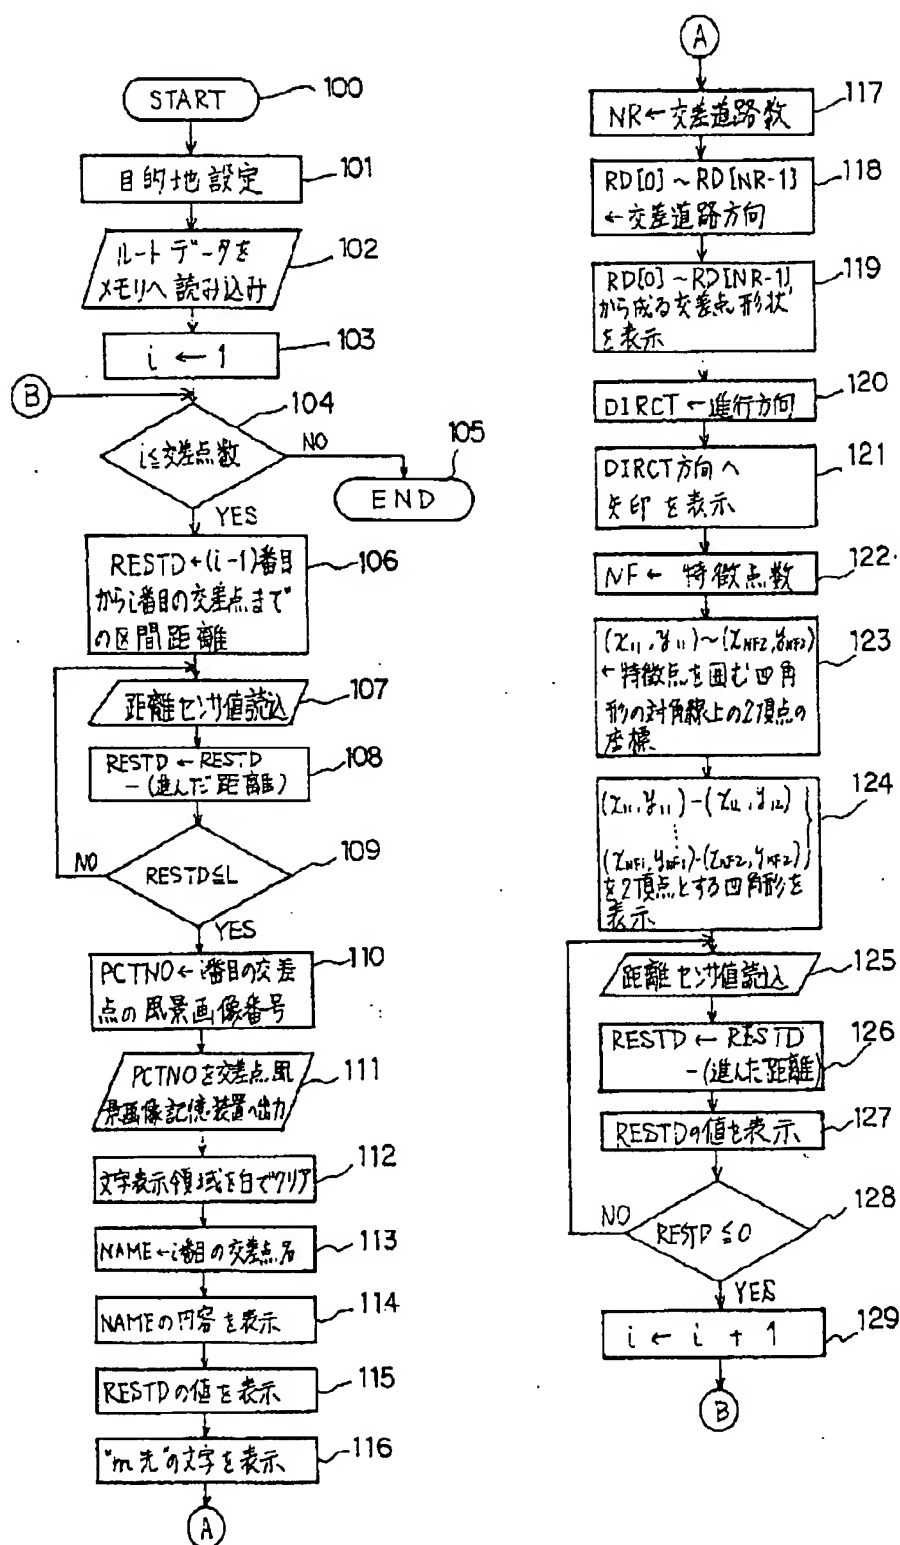 START
100
目的地設定
101
ルートデータを
メモリへ読み込み
102
i ← 1
103
B
i≦交差点数
104
NO
END
105
YES
RESTD←(i-1)番目
からi番目の交差点まで
の区間距離
106
距離センサ値読込
107
RESTD←RESTD
-(進んだ距離)
108
RESTD≦L
109
NO
YES
PCTNO←i番目の交差
点の風景画像番号
110
PCTNOを交差点風
景画像記憶装置へ出力
111
文字表示領域を白でクリア
112
NAME←i番目の交差点名
113
NAMEの内容を表示
114
RESTDの値を表示
115
"m先"の文字を表示
116
A
A
NR←交差道路数
117
RD[0]~RD[NR-1]
←交差道路方向
118
RD[0]~RD[NR-1]
から成る交差点形状
を表示
119
DIRCT←進行方向
120
DIRCT方向へ
矢印を表示
121
NF← 特徴点数
122
(x11,y11)~(xNF2,yNF2)
←特徴点を囲む四角
形の対角線上の2頂点の
座標
123
(x11,y11)-(x12,y12)
⋮
(xNF1,yNF1)-(xNF2,yNF2)
を2頂点とする四角形を
表示
124
距離センサ値読込
125
RESTD←RESTD
-(進んだ距離)
126
RESTDの値を表示
127
RESTD≦0
128
NO
YES
i ← i + 1
129
B